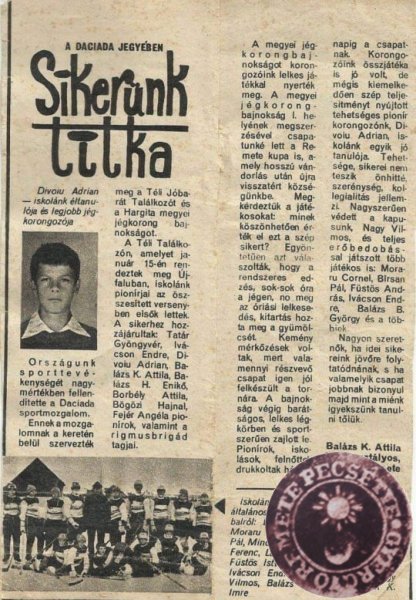 A DACIADA JEGYÉBEN
Sikerünk
titka
Divoiu Adrian
— iskolánk éltanu-
lója és legjobb jég-
korongozója
Országunk
sporttevé-
kenységét nagy-
mértékben fellen-
dítette a Daciada
sportmozgalom.
Ennek a mozga-
lomnak a keretén
belül szervezték
meg a Téli Jóba-
rát Találkozót és
a Hargita megyei
jégkorong baj-
nokságot.
A Téli Találko-
zón, amelyet ja-
nuár 15-én ren-
deztek meg Új-
faluban, iskolánk
pionírjai az ösz-
szesített verseny-
ben elsők lettek.
A sikerhez hozzá-
járultak: Tatár
Gyöngyvér, Ivá-
cson Endre, Di-
voiu Adrian, Ba-
lázs K. Attila, Ba-
lázs H. Enikő,
Borbély Attila,
Bögözi Hajnal,
Fejér Angéla pio-
nírok, valamint a
rigmusbrigád
tagjai.
A megyei jég-
korongbaj-
nokságot korongo-
zóink lelkes játé-
kkal nyerték
meg. A megyei
jégkorong-
bajnokság I. he-
lyének megszer-
zésével csapa-
tunké lett a Re-
mete kupa is, a-
mely hosszú ván-
dorlás után újra
visszatért község-
günkbe. Meg-
kérdeztük a játé-
kosokat: minek
köszönhetően ér-
ték el ezt a szép
sikert? Egyön-
tetűen azt vála-
szolták, hogy a
rendszeres ed-
zés, sok-sok óra
a jégen, no meg
az óriási lelkese-
dés, kitartás hoz-
ta meg a gyümöl-
csét. Kemény
mérkőzések vol-
tak, mert vala-
mennyi részvevő
csapat igen jól
felkészült a tor-
nára. A bajnok-
ság végig barát-
ságos, lelkes lég-
körben és sport-
szerűen zajlott le.
Pionírok, isko-
lások, felnőttek
drukkoltak
napig a csapat-
nak. Korongo-
zóink összjátéka
is jó volt, de
mégis kiemelke-
dően szép telje-
sítményt nyújtott
tehetséges pionír
korongozónk, Di-
voiu Adrian, is-
kolánk egyik jó
tanulója. Tehet-
sége, sikerei nem
teszik önhitté,
szerénység, kol-
legialitás jellem-
zi. Nagyszerűen
védett a kapu-
sunk, Nagy Vil-
mos, és teljes
erőbedobás-
sal játszott több
játékos is: Mora-
ru Cornel, Bîrsan
Pál, Füstös And-
rás, Ivácson End-
re, Balázs B.
György és a töb-
biek.
Nagyon szeret-
nők, ha idei sike-
reink jövőre foly-
tatódnának, s ha
valamelyik csapat
jobbnak bizonyul
majd mint a miénk
igyekszünk tanul-
ni tőlük.
Balázs K. Attila
iskolán
általános
balról:
Moraru
Pál,
Ferenc,
Füstös
Ivácson
Vilmos, Balázs
Imre
GYERGYÓREMETE PECSÉTJE